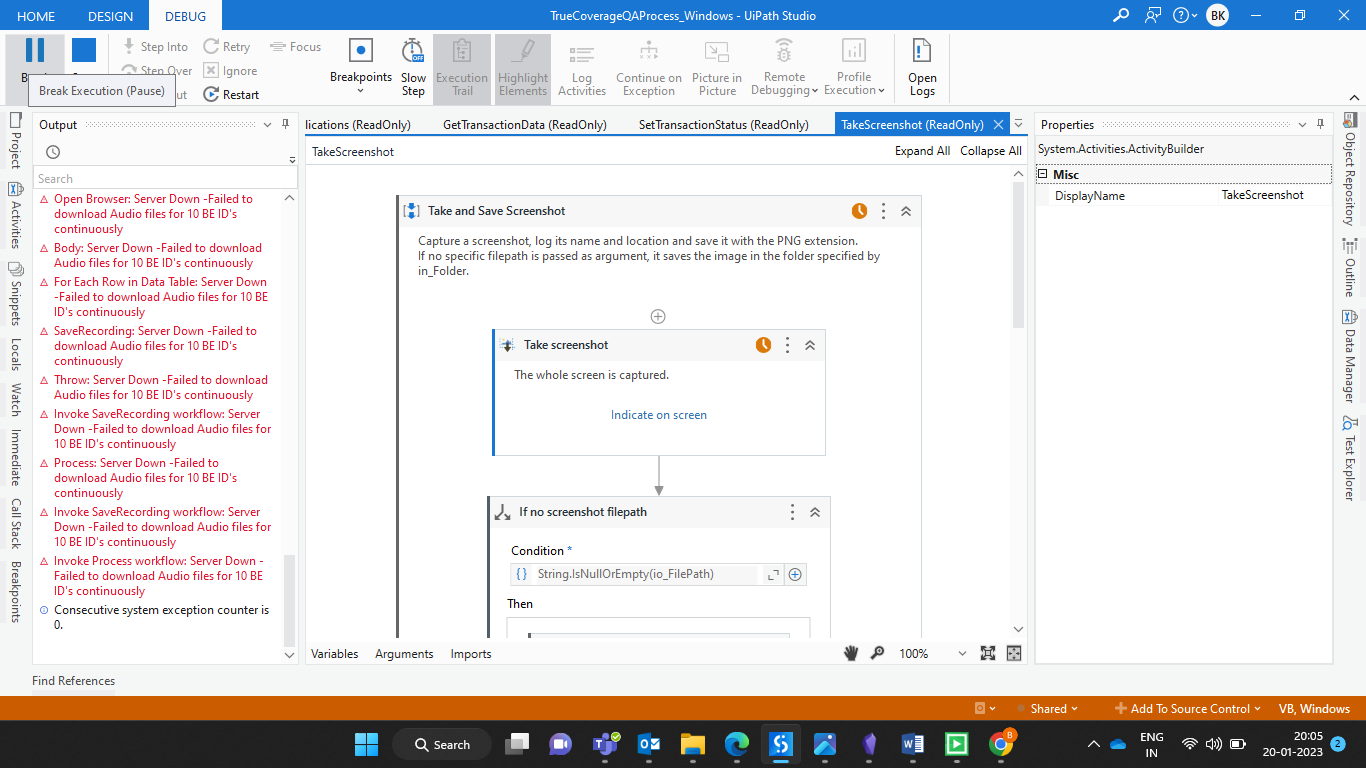 HOME
DESIGN
DEBUG
TrueCoverageQAProcess_Windows - UiPath Studio
BK
Step Into
Step Over
Retry
Ignore
Restart
Focus
Breakpoints
Slow
Step
OFF
Execution
Trail
Highlight
Elements
Log
Activities
Continue on
Exception
Picture in
Picture
Remote
Debugging
Profile
Execution
Open
Logs
Break Execution (Pause)
Project
Activities
Snippets
Locals
Watch
Immediate
Call Stack
Breakpoints
Output
Search
Open Browser: Server Down -Failed to
download Audio files for 10 BE ID's
continuously
Body: Server Down -Failed to download
Audio files for 10 BE ID's continuously
For Each Row in Data Table: Server Down
-Failed to download Audio files for 10 BE
ID's continuously
SaveRecording: Server Down -Failed to
download Audio files for 10 BE ID's
continuously
Throw: Server Down -Failed to download
Audio files for 10 BE ID's continuously
Invoke SaveRecording workflow: Server
Down -Failed to download Audio files for
10 BE ID's continuously
Process: Server Down -Failed to
download Audio files for 10 BE ID's
continuously
Invoke SaveRecording workflow: Server
Down -Failed to download Audio files for
10 BE ID's continuously
Invoke Process workflow: Server Down -
Failed to download Audio files for 10 BE
ID's continuously
Consecutive system exception counter is
0.
Find References
lications (ReadOnly)
GetTransactionData (ReadOnly)
SetTransactionStatus (ReadOnly)
TakeScreenshot (ReadOnly)
TakeScreenshot
Expand All
Collapse All
Take and Save Screenshot
Capture a screenshot, log its name and location and save it with the PNG extension.
If no specific filepath is passed as argument, it saves the image in the folder specified by
in_Folder.
Take screenshot
The whole screen is captured.
Indicate on screen
If no screenshot filepath
Condition *
String.IsNullOrEmpty(io_FilePath)
Then
Variables
Arguments
Imports
100%
Properties
System.Activities.ActivityBuilder
Misc
DisplayName
TakeScreenshot
Object Repository
Outline
Data Manager
Test Explorer
Shared
Add To Source Control
VB, Windows
Search
B
ENG
IN
20:05
20-01-2023
2